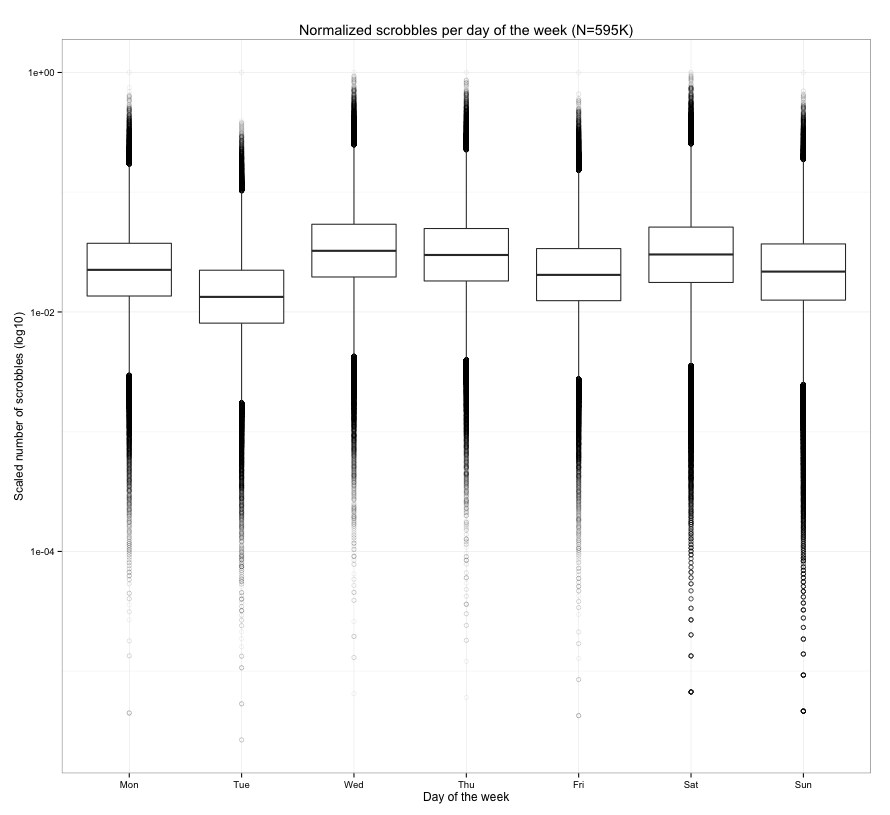 Normalized scrobbles per day of the week (N=595K)
Scaled number of scrobbles (log10)
1e+00
1e-02
1e-04
Mon Tue Wed Thu Fri Sat Sun
Day of the week